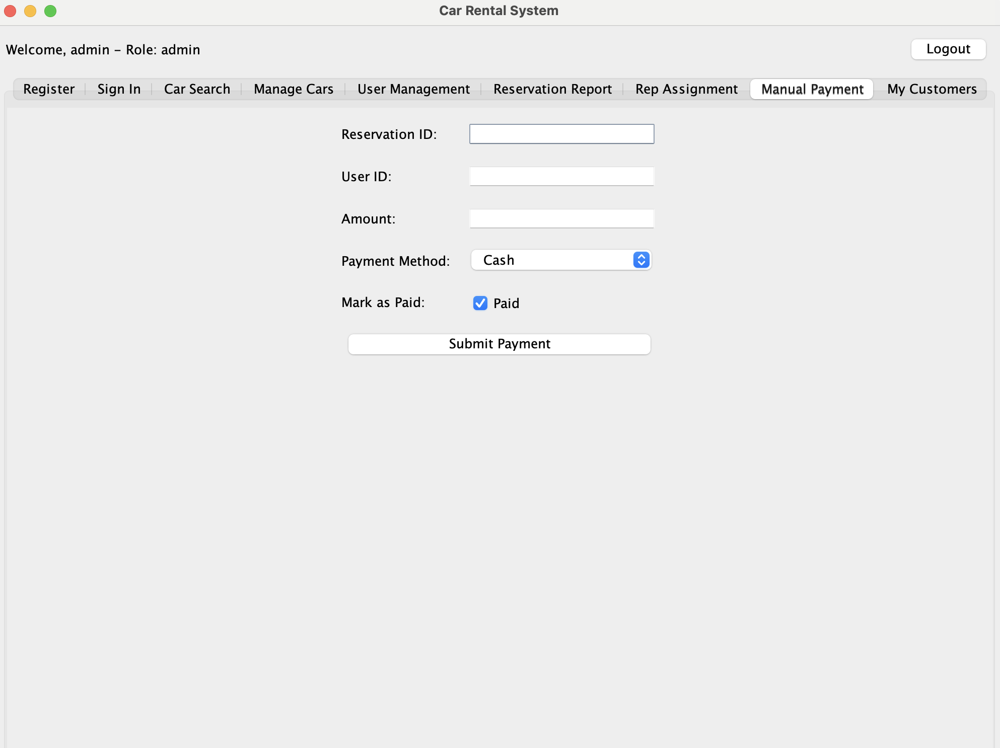 Car Rental System
Welcome, admin – Role: admin
Logout
Register Sign In Car Search Manage Cars User Management Reservation Report Rep Assignment Manual Payment My Customers
Reservation ID:
User ID:
Amount:
Payment Method: Cash
Mark as Paid: Paid
Submit Payment